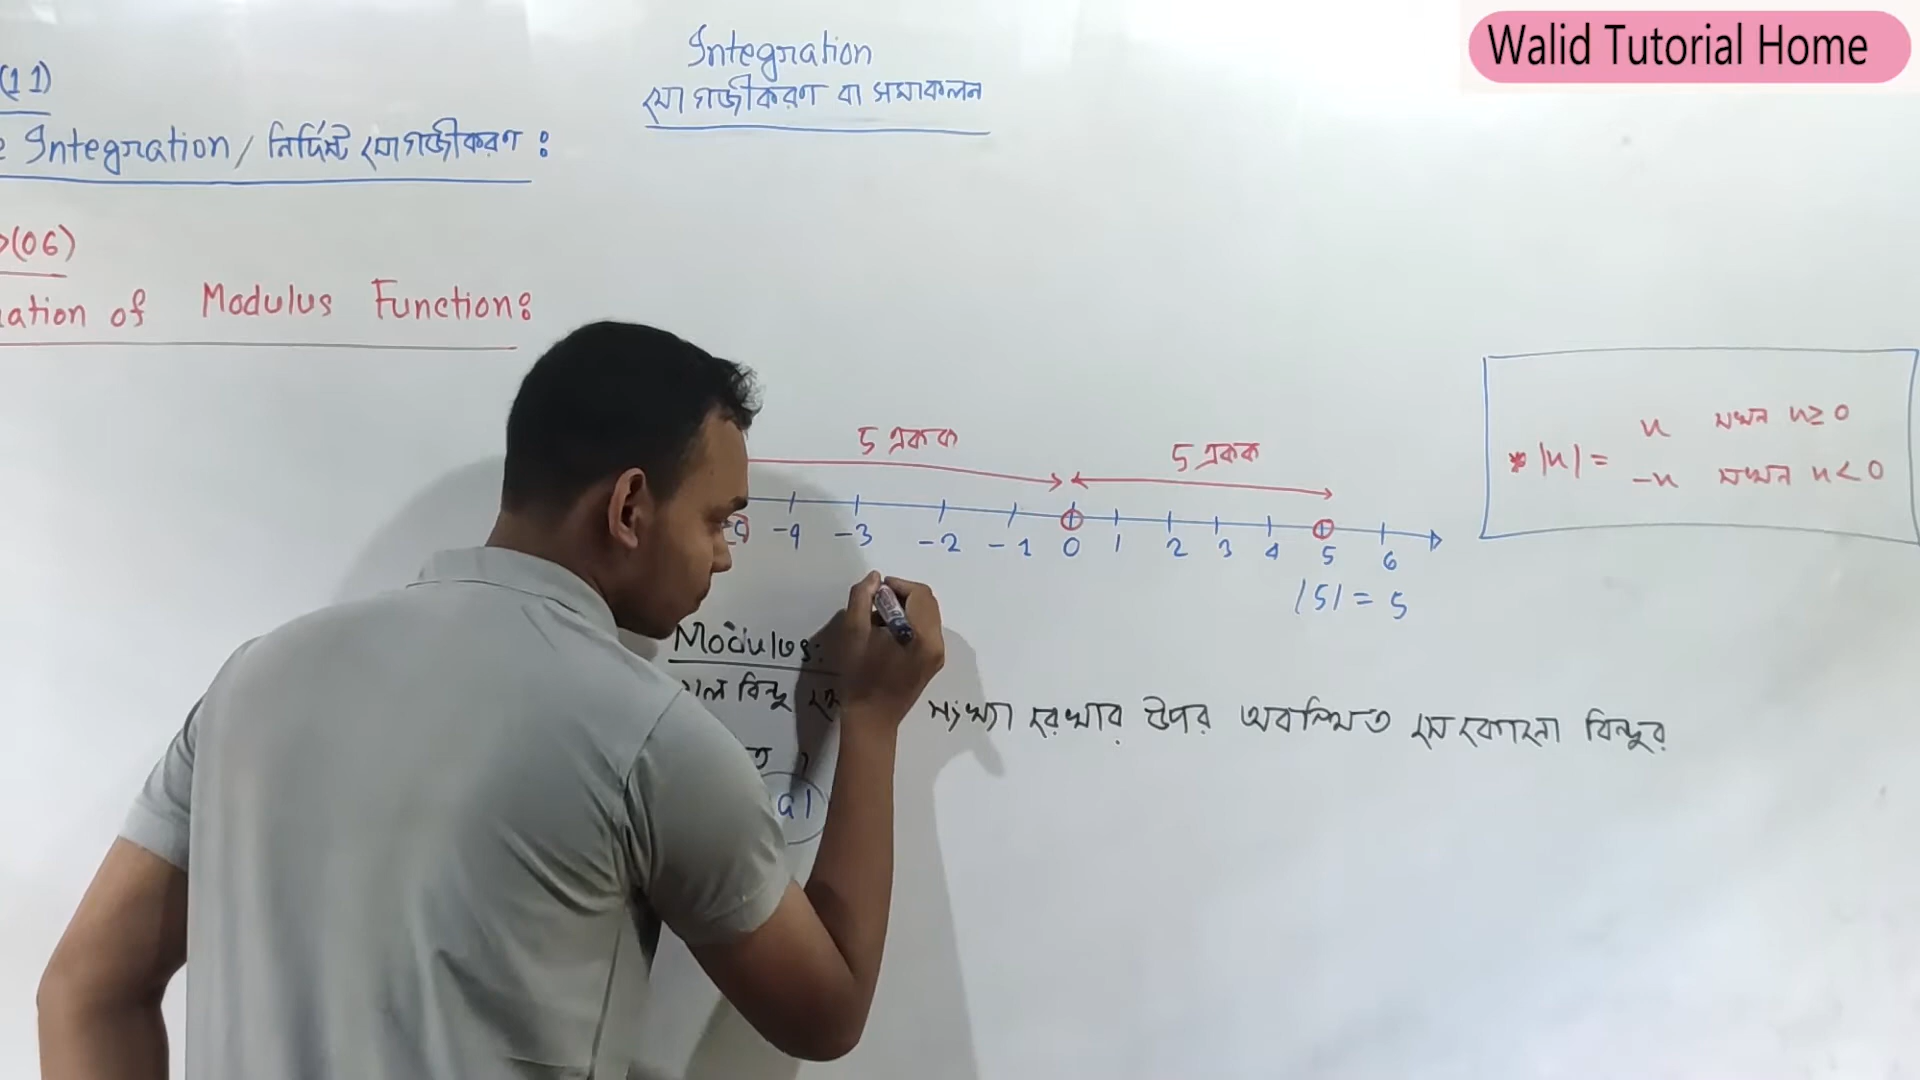 Walid Tutorial Home
Integration
যোগজীকরণ বা সমাকলন
(11)
e Integration/নির্দিষ্ট যোগজীকরণ :
(06)
ation of Modulus Function:
5 একক 5 একক
-4 -3 -2 -1 0 1 2 3 4 5 6
|5| = 5
* |x| = x যখন x ≥ 0
-x যখন x < 0
Modulus:
বিন্দু সংখ্যা রেখার উপর অবস্থিত যে কোনো বিন্দুর
a|